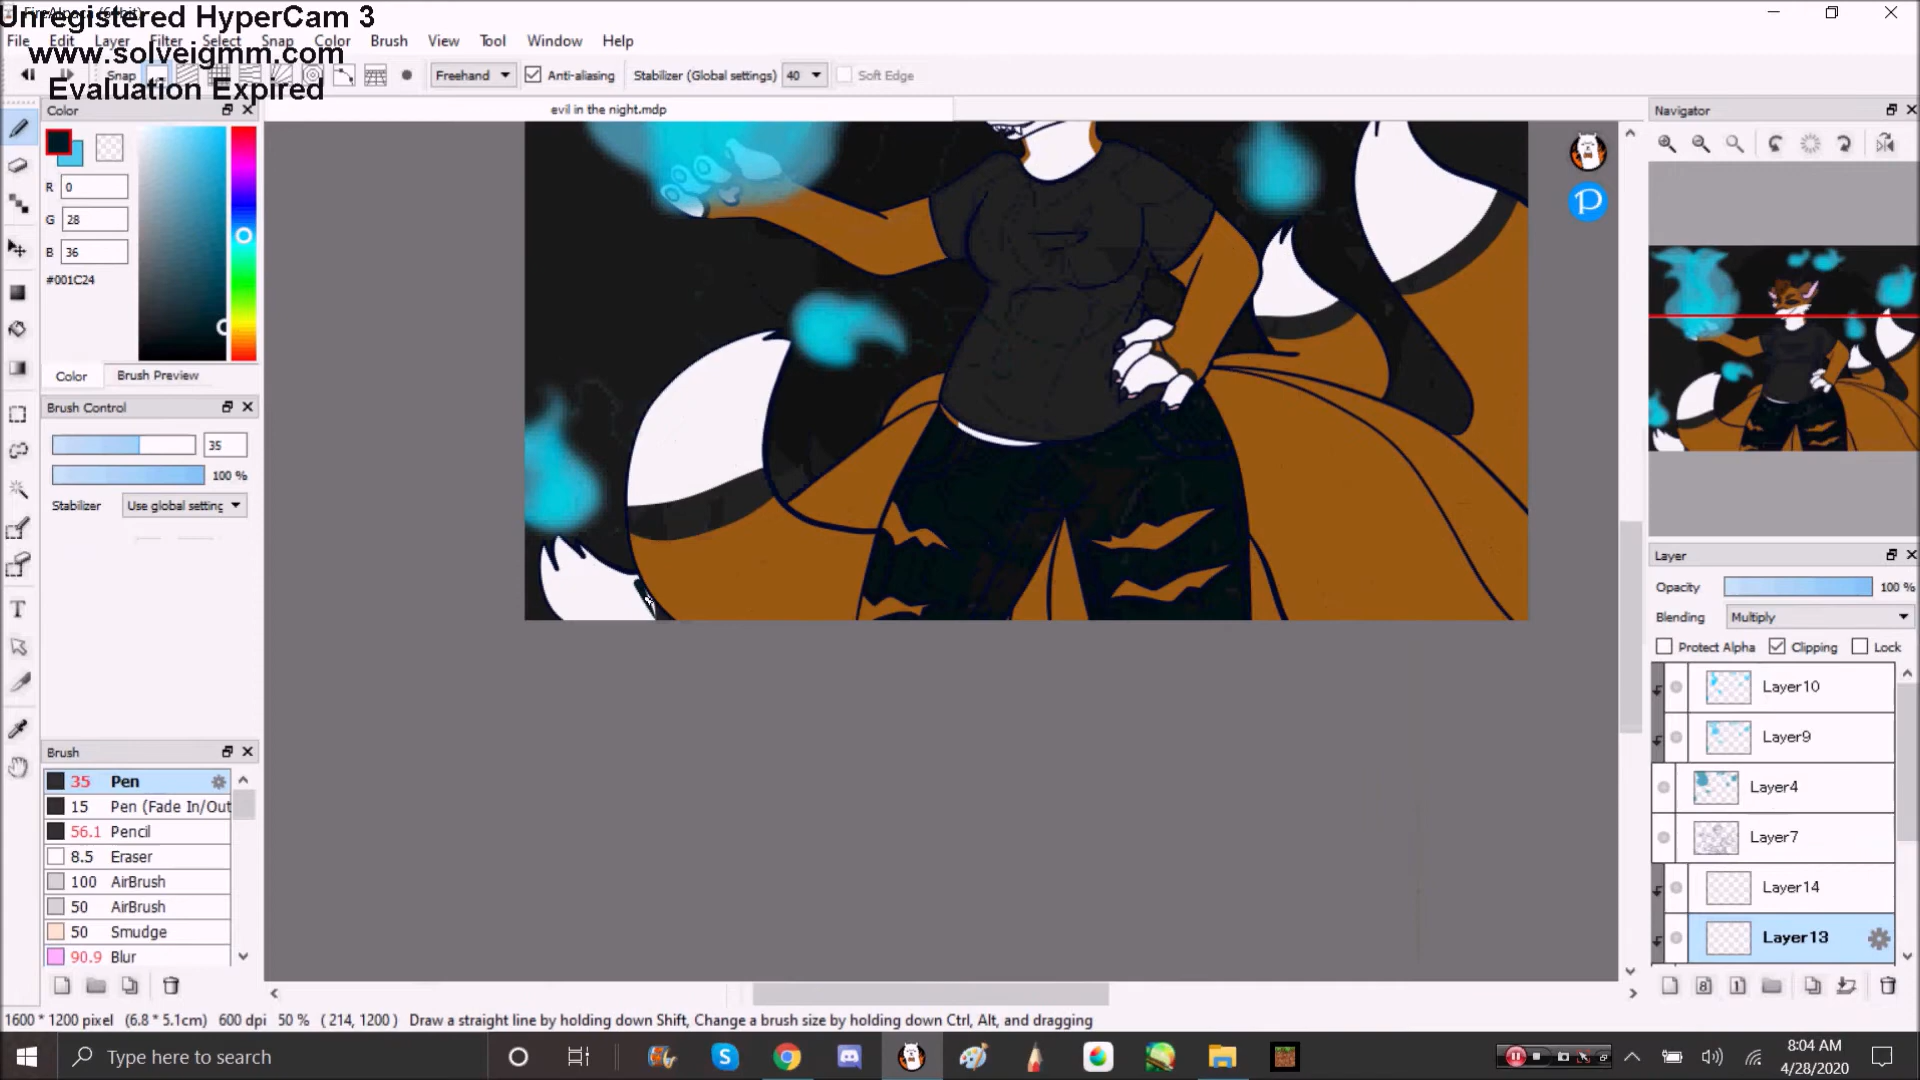 Unregistered HyperCam 3
www.solveigmm.com
Evaluation Expired
File Edit Layer Filter Select Snap Color Brush View Tool Window Help
Snap Freehand Anti-aliasing Stabilizer (Global settings) 40 Soft Edge
evil in the night.mdp
Color
R 0
G 28
B 36
#001C24
Color Brush Preview
Brush Control
35
100 %
Stabilizer Use global setting
Brush
35 Pen
15 Pen (Fade In/Out
56.1 Pencil
8.5 Eraser
100 AirBrush
50 AirBrush
50 Smudge
90.9 Blur
Navigator
Layer
Opacity 100 %
Blending Multiply
Protect Alpha Clipping Lock
Layer10
Layer9
Layer4
Layer7
Layer14
Layer13
1600 * 1200 pixel (6.8 * 5.1cm) 600 dpi 50 % ( 214, 1200 ) Draw a straight line by holding down Shift, Change a brush size by holding down Ctrl, Alt, and dragging
Type here to search
8:04 AM
4/28/2020